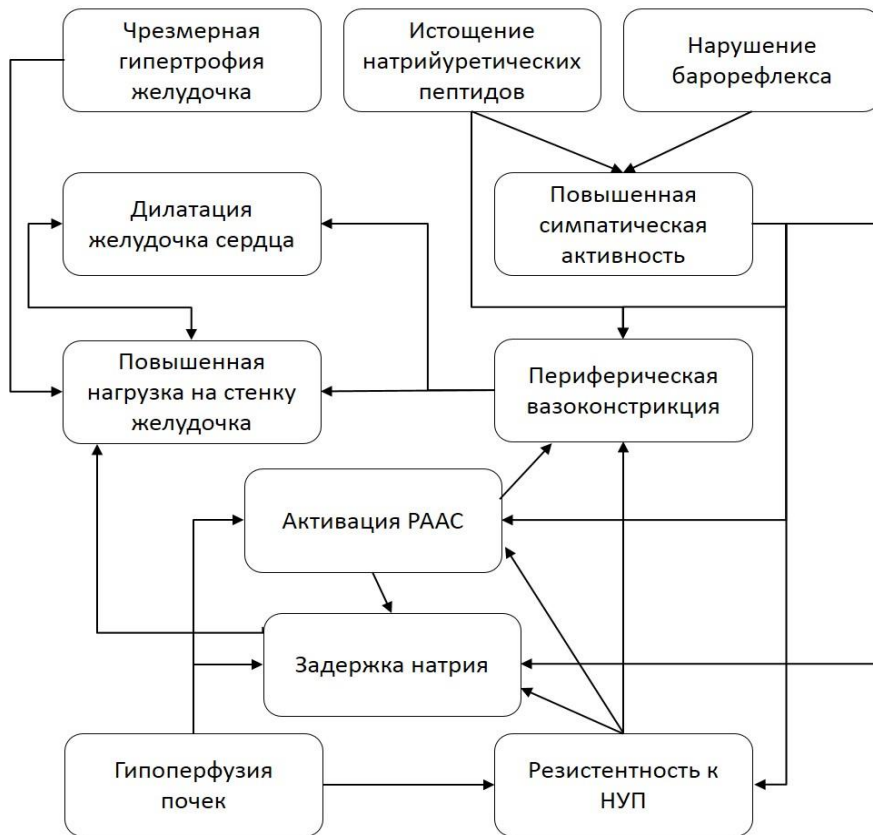 Чрезмерная
гипертрофия
желудочка
Истощение
натрийуретических
пептидов
Нарушение
барорефлекса
Дилатация
желудочка сердца
Повышенная
симпатическая
активность
Повышенная
нагрузка на стенку
желудочка
Периферическая
вазоконстрикция
Активация РААС
Задержка натрия
Гипоперфузия
почек
Резистентность к
НУП